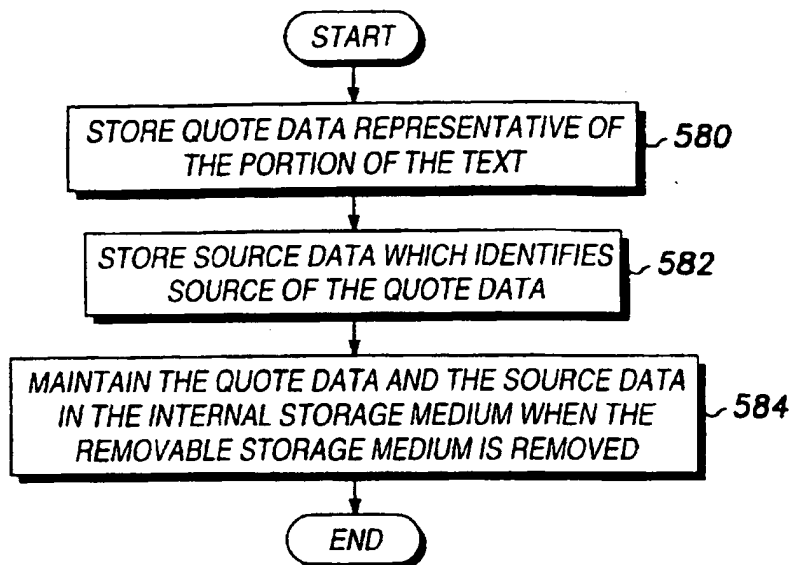 START
STORE QUOTE DATA REPRESENTATIVE OF
THE PORTION OF THE TEXT
580
STORE SOURCE DATA WHICH IDENTIFIES
SOURCE OF THE QUOTE DATA
582
MAINTAIN THE QUOTE DATA AND THE SOURCE DATA
IN THE INTERNAL STORAGE MEDIUM WHEN THE
REMOVABLE STORAGE MEDIUM IS REMOVED
584
END